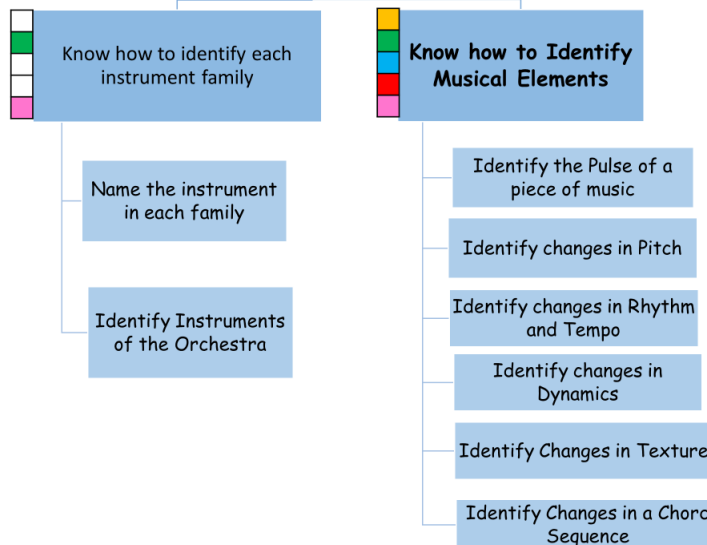 Know how to identify each
instrument family
Name the instrument
in each family
Identify Instruments
of the Orchestra
Know how to Identify
Musical Elements
Identify the Pulse of a
piece of music
Identify changes in Pitch
Identify changes in Rhythm
and Tempo
Identify changes in
Dynamics
Identify Changes in Texture
Identify Changes in a Chord
Sequence